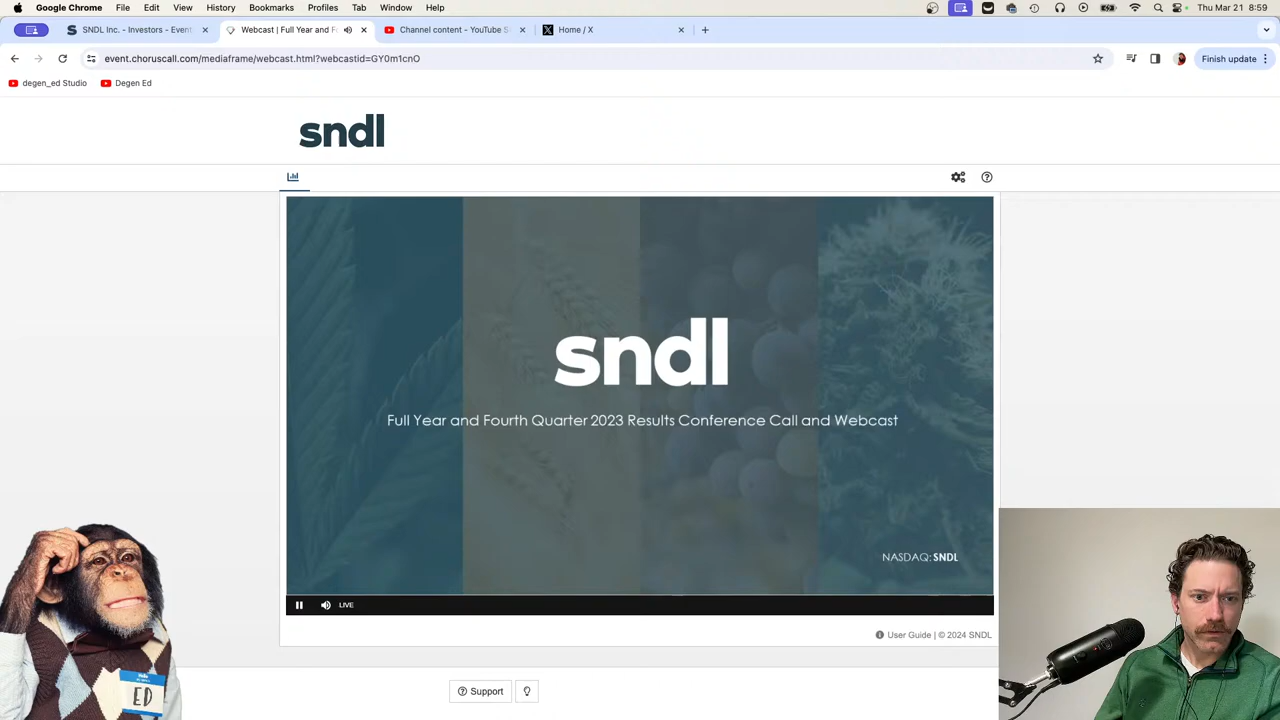 Google Chrome File Edit View History Bookmarks Profiles Tab Window Help Thu Mar 21 8:59
SNDL Inc. - Investors - Event
Webcast | Full Year and F
Channel content - YouTube S
Home / X
event.choruscall.com/mediaframe/webcast.html?webcastid=GY0m1cnO
Finish update
degen_ed Studio Degen Ed
sndl
sndl
Full Year and Fourth Quarter 2023 Results Conference Call and Webcast
NASDAQ: SNDL
LIVE
User Guide | © 2024 SNDL
Support
ED